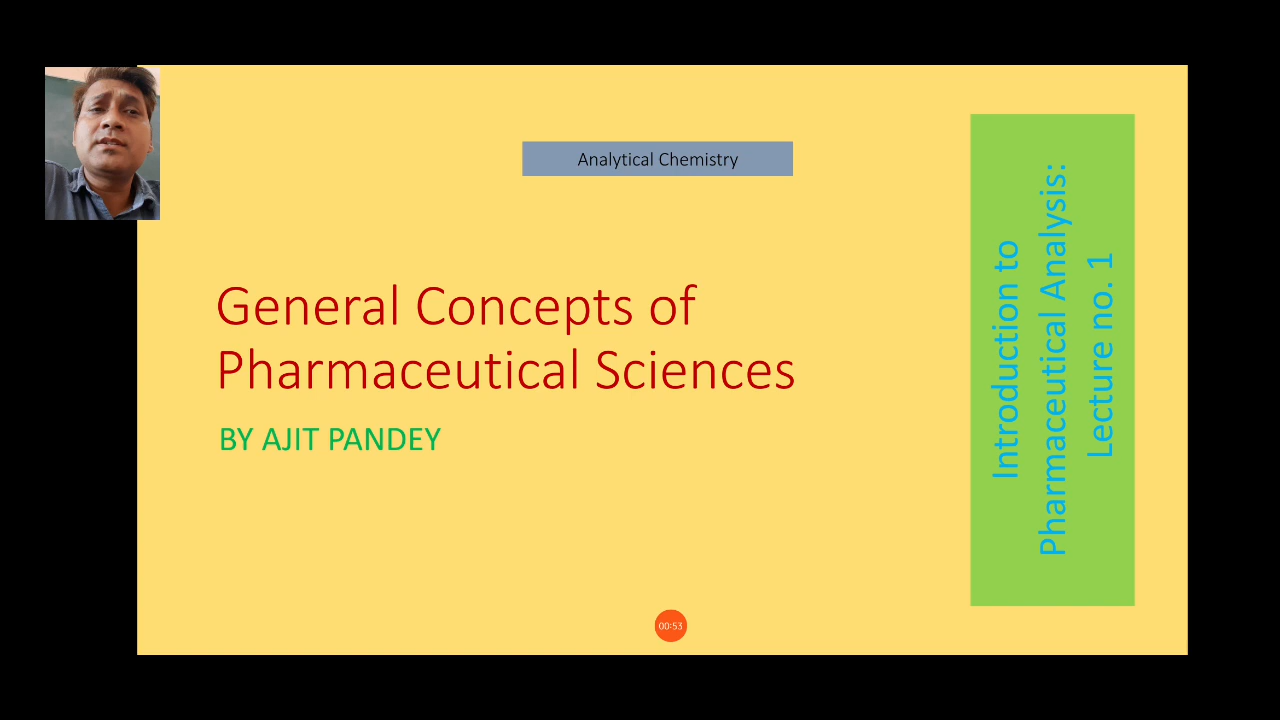 Analytical Chemistry
General Concepts of
Pharmaceutical Sciences
BY AJIT PANDEY
Introduction to
Pharmaceutical Analysis:
Lecture no. 1
00:53